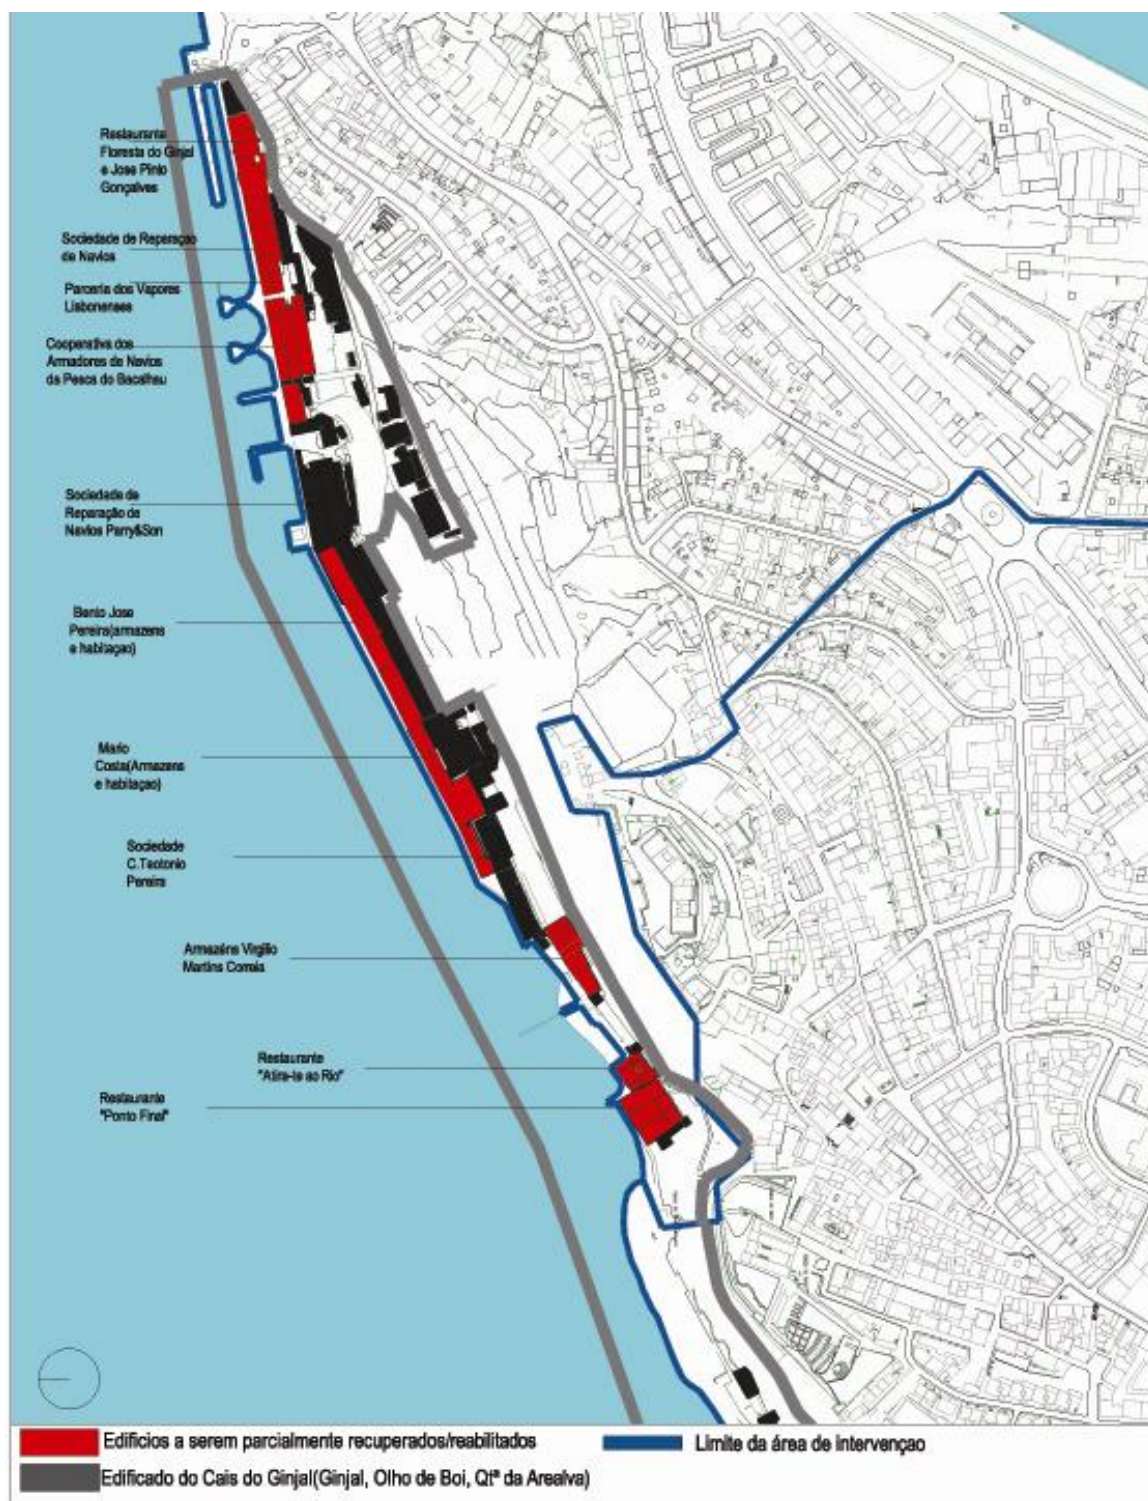 Restaurante
Floresta do Ginjal
e Jose Pinto
Gonçalves
Sociedade de Reparaçao
de Navios
Parceria dos Vapores
Lisbonenses
Cooperativa dos
Armadores de Navios
da Pesca do Bacalhau
Sociedade de
Reparação de
Navios Parry&Son
Bento Jose
Pereira(armazens
e habitaçao)
Mario
Costa(Armazens
e habitaçao)
Sociedade
C.Teotonio
Pereira
Armazéns Virgilio
Martins Correia
Restaurante
"Atira-te ao Rio"
Restaurante
"Ponto Final"
Edificios a serem parcialmente recuperados/reabilitados
Limite da área de intervençao
Edificado do Cais do Ginjal(Ginjal, Olho de Boi, Qtª da Arealva)